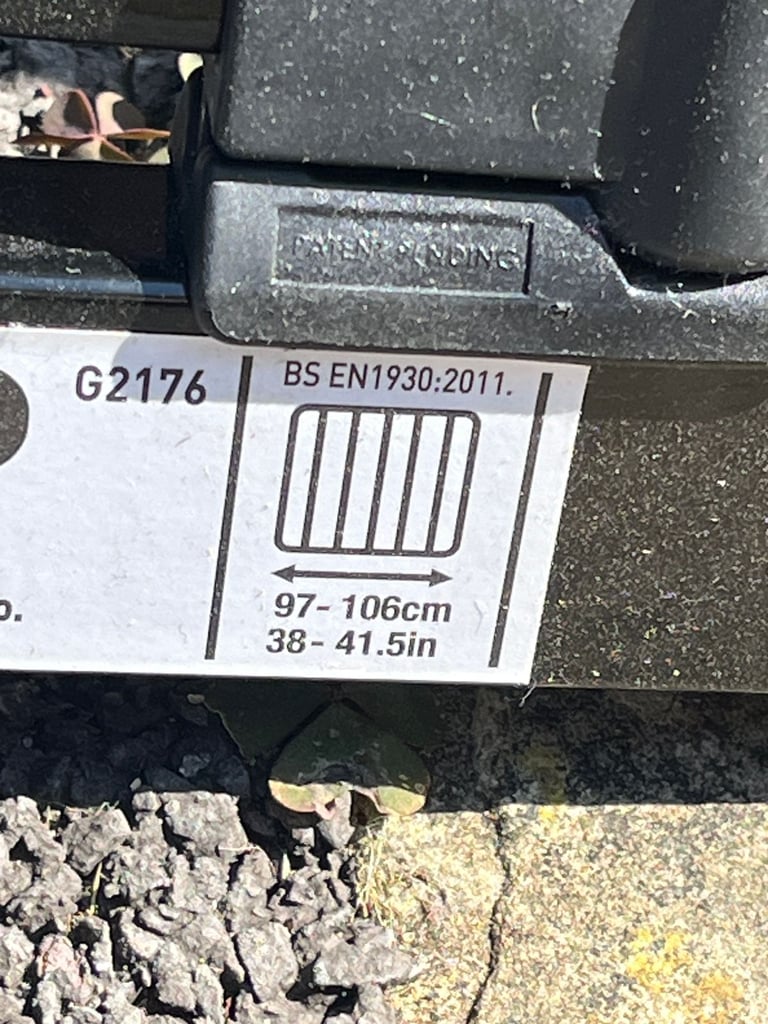 PATENT PENDING
G2176
BS EN1930:2011.
97- 106cm
38- 41.5in